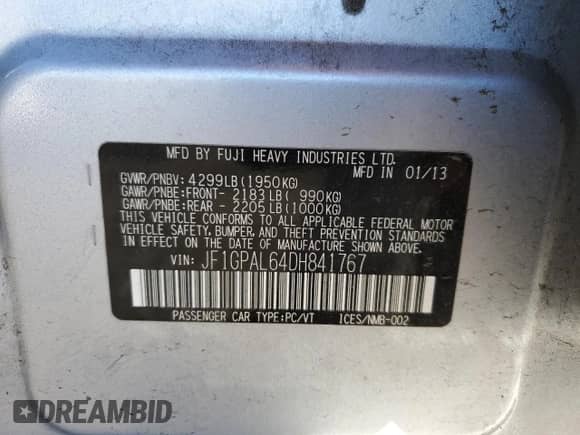 MFD BY FUJI HEAVY INDUSTRIES LTD.
MFD IN 01/13
GVWR/PNBV: 4299LB(1950KG)
GAWR/PNBE:FRONT- 2183LB( 990KG)
GAWR/PNBE:REAR - 2205LB(1000KG)
THIS VEHICLE CONFORMS TO ALL APPLICABLE FEDERAL MOTOR
VEHICLE SAFETY, BUMPER, AND THEFT PREVENTION STANDARDS
IN EFFECT ON THE DATE OF MANUFACTURE SHOWN ABOVE.
VIN: JF1GPAL64DH841767
PASSENGER CAR TYPE:PC/VT ICES/NMB-002
DREAMBID